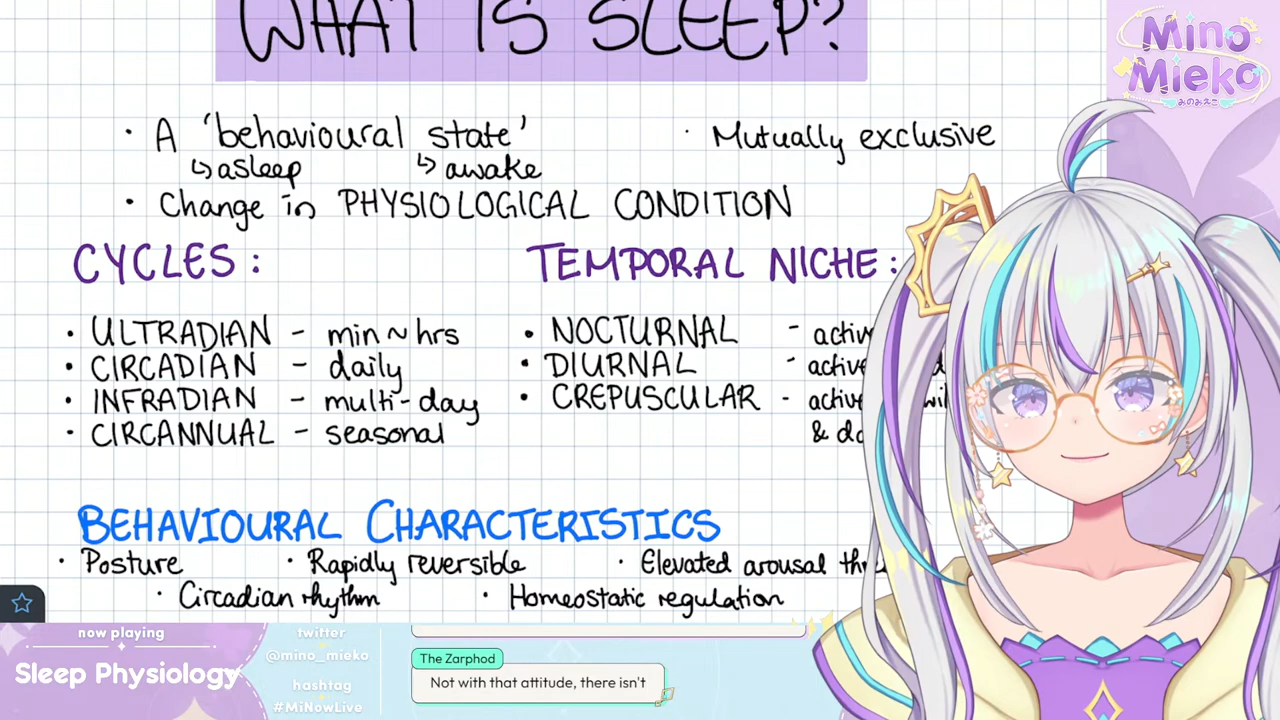 WHAT IS SLEEP?
Mino
Mieko
みのみえこ
• A 'behavioural state'
↳ asleep ↳ awake
• Mutually exclusive
• Change in PHYSIOLOGICAL CONDITION
CYCLES:
• ULTRADIAN - min ~ hrs
• CIRCADIAN - daily
• INFRADIAN - multi-day
• CIRCANNUAL - seasonal
TEMPORAL NICHE:
• NOCTURNAL -
• DIURNAL -
• CREPUSCULAR -
&
BEHAVIOURAL CHARACTERISTICS
• Posture • Rapidly reversible • Elevated arousal
• Circadian rhythm • Homeostatic regulation
now playing
Sleep Physiology
twitter
@mino_mieko
hashtag
#MiNowLive
The Zarphod
Not with that attitude, there isn't